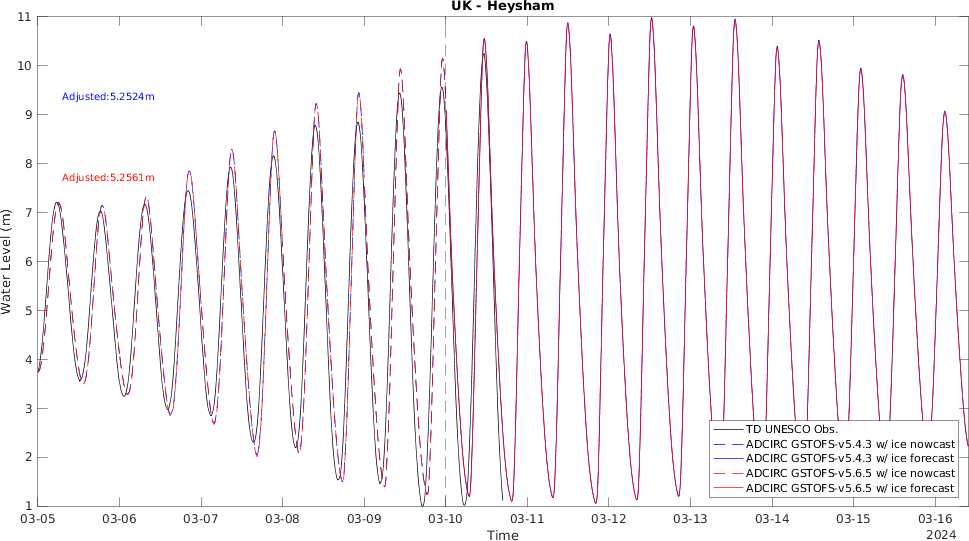 UK - Heysham
11
10
9
8
7
6
5
4
3
2
1
Water Level (m)
Adjusted:5.2524m
Adjusted:5.2561m
TD UNESCO Obs.
ADCIRC GSTOFS-v5.4.3 w/ ice nowcast
ADCIRC GSTOFS-v5.4.3 w/ ice forecast
ADCIRC GSTOFS-v5.6.5 w/ ice nowcast
ADCIRC GSTOFS-v5.6.5 w/ ice forecast
03-05 03-06 03-07 03-08 03-09 03-10 03-11 03-12 03-13 03-14 03-15 03-16
Time
2024